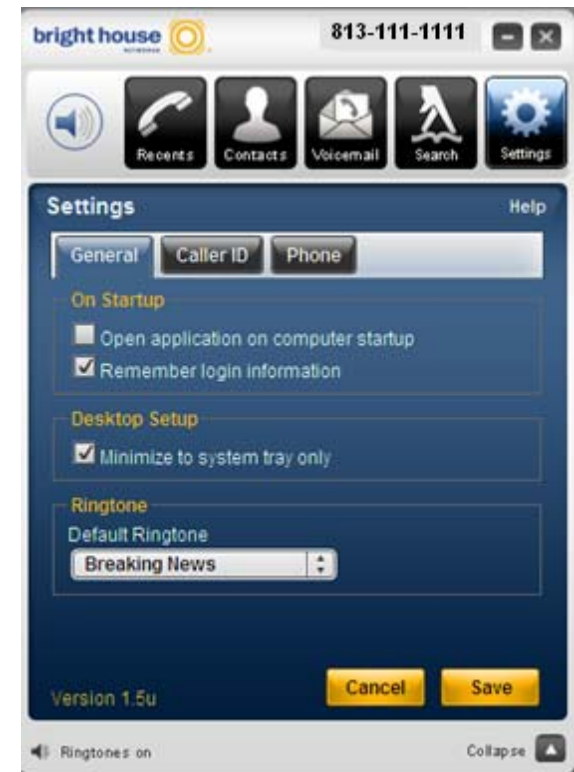 bright house
NETWORKS
813-111-1111
Recents
Contacts
Voicemail
Search
Settings
Settings
Help
General
Caller ID
Phone
On Startup
Open application on computer startup
Remember login information
Desktop Setup
Minimize to system tray only
Ringtone
Default Ringtone
Breaking News
Cancel
Save
Version 1.5u
Ringtones on
Collapse